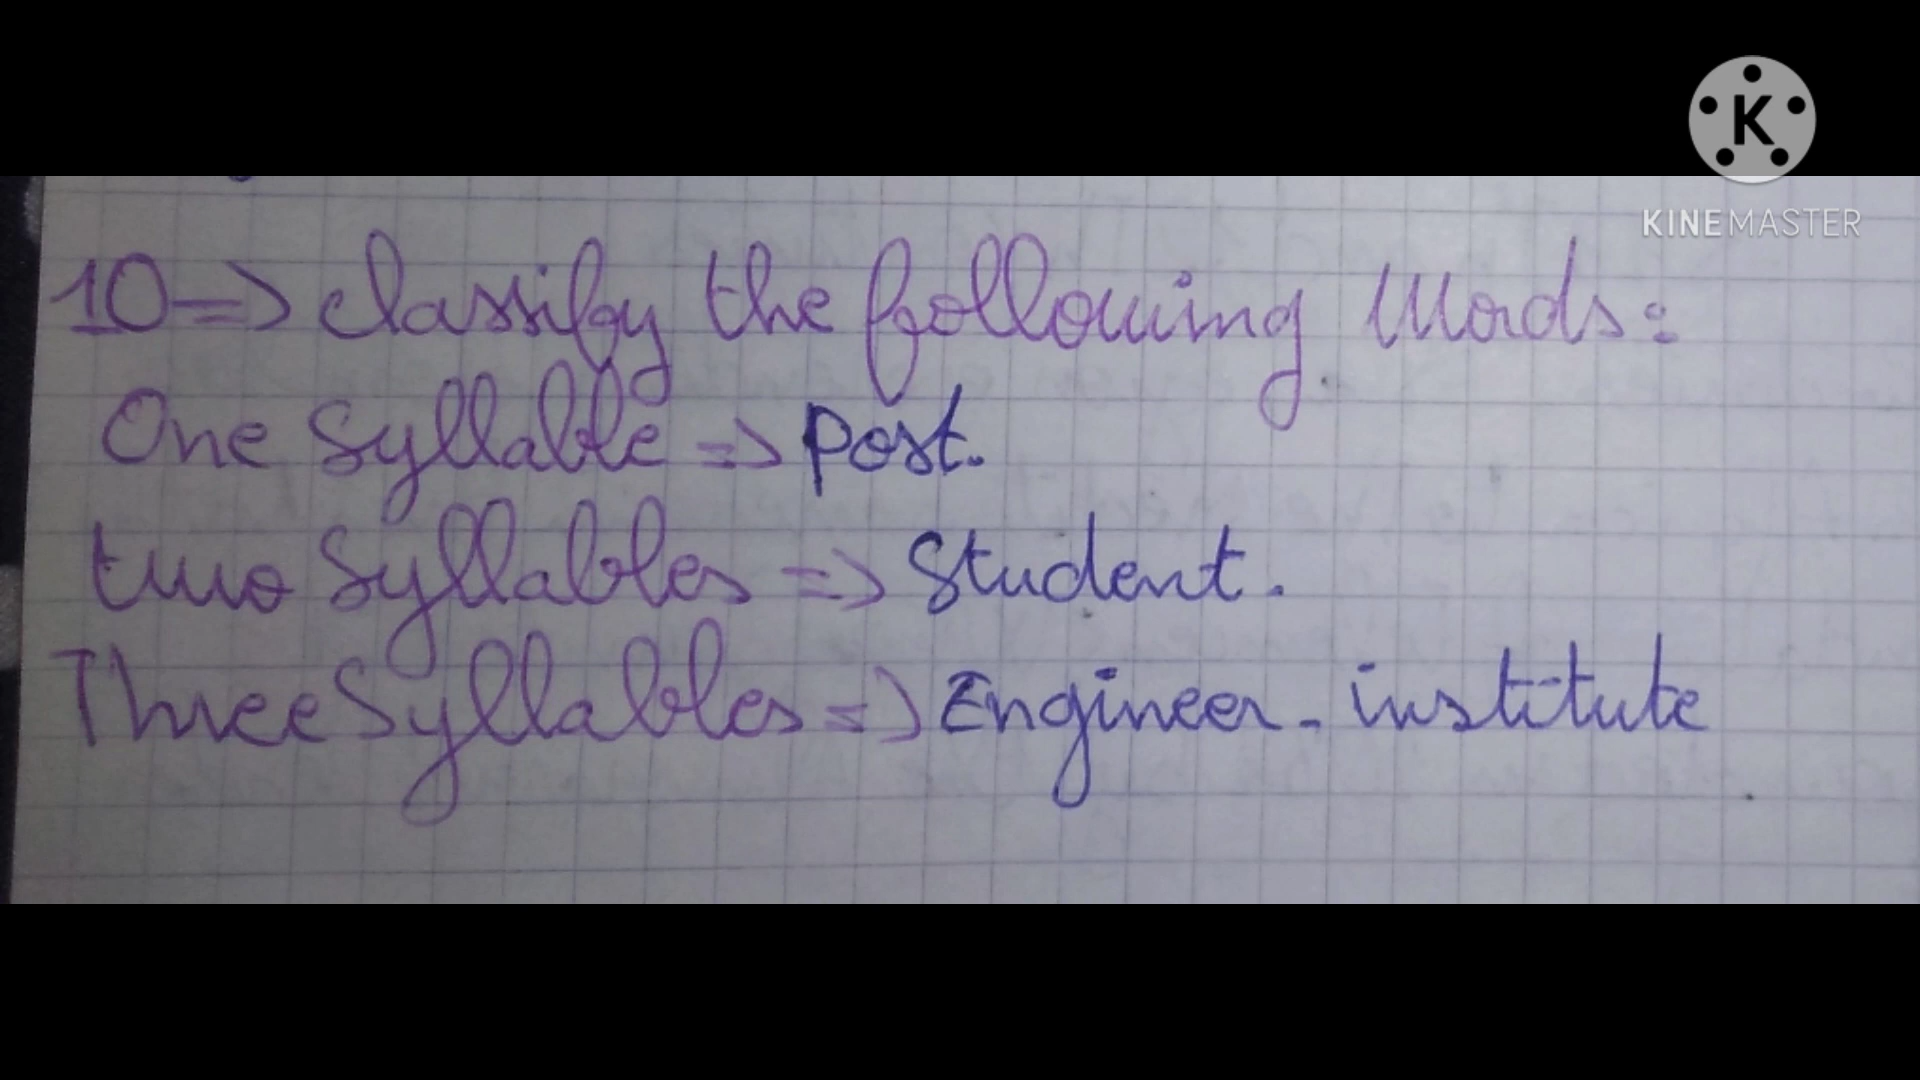 K
KINEMASTER
10=> classify the following words:
One Syllable => post.
two Syllables => Student.
Three Syllables => Engineer - institute